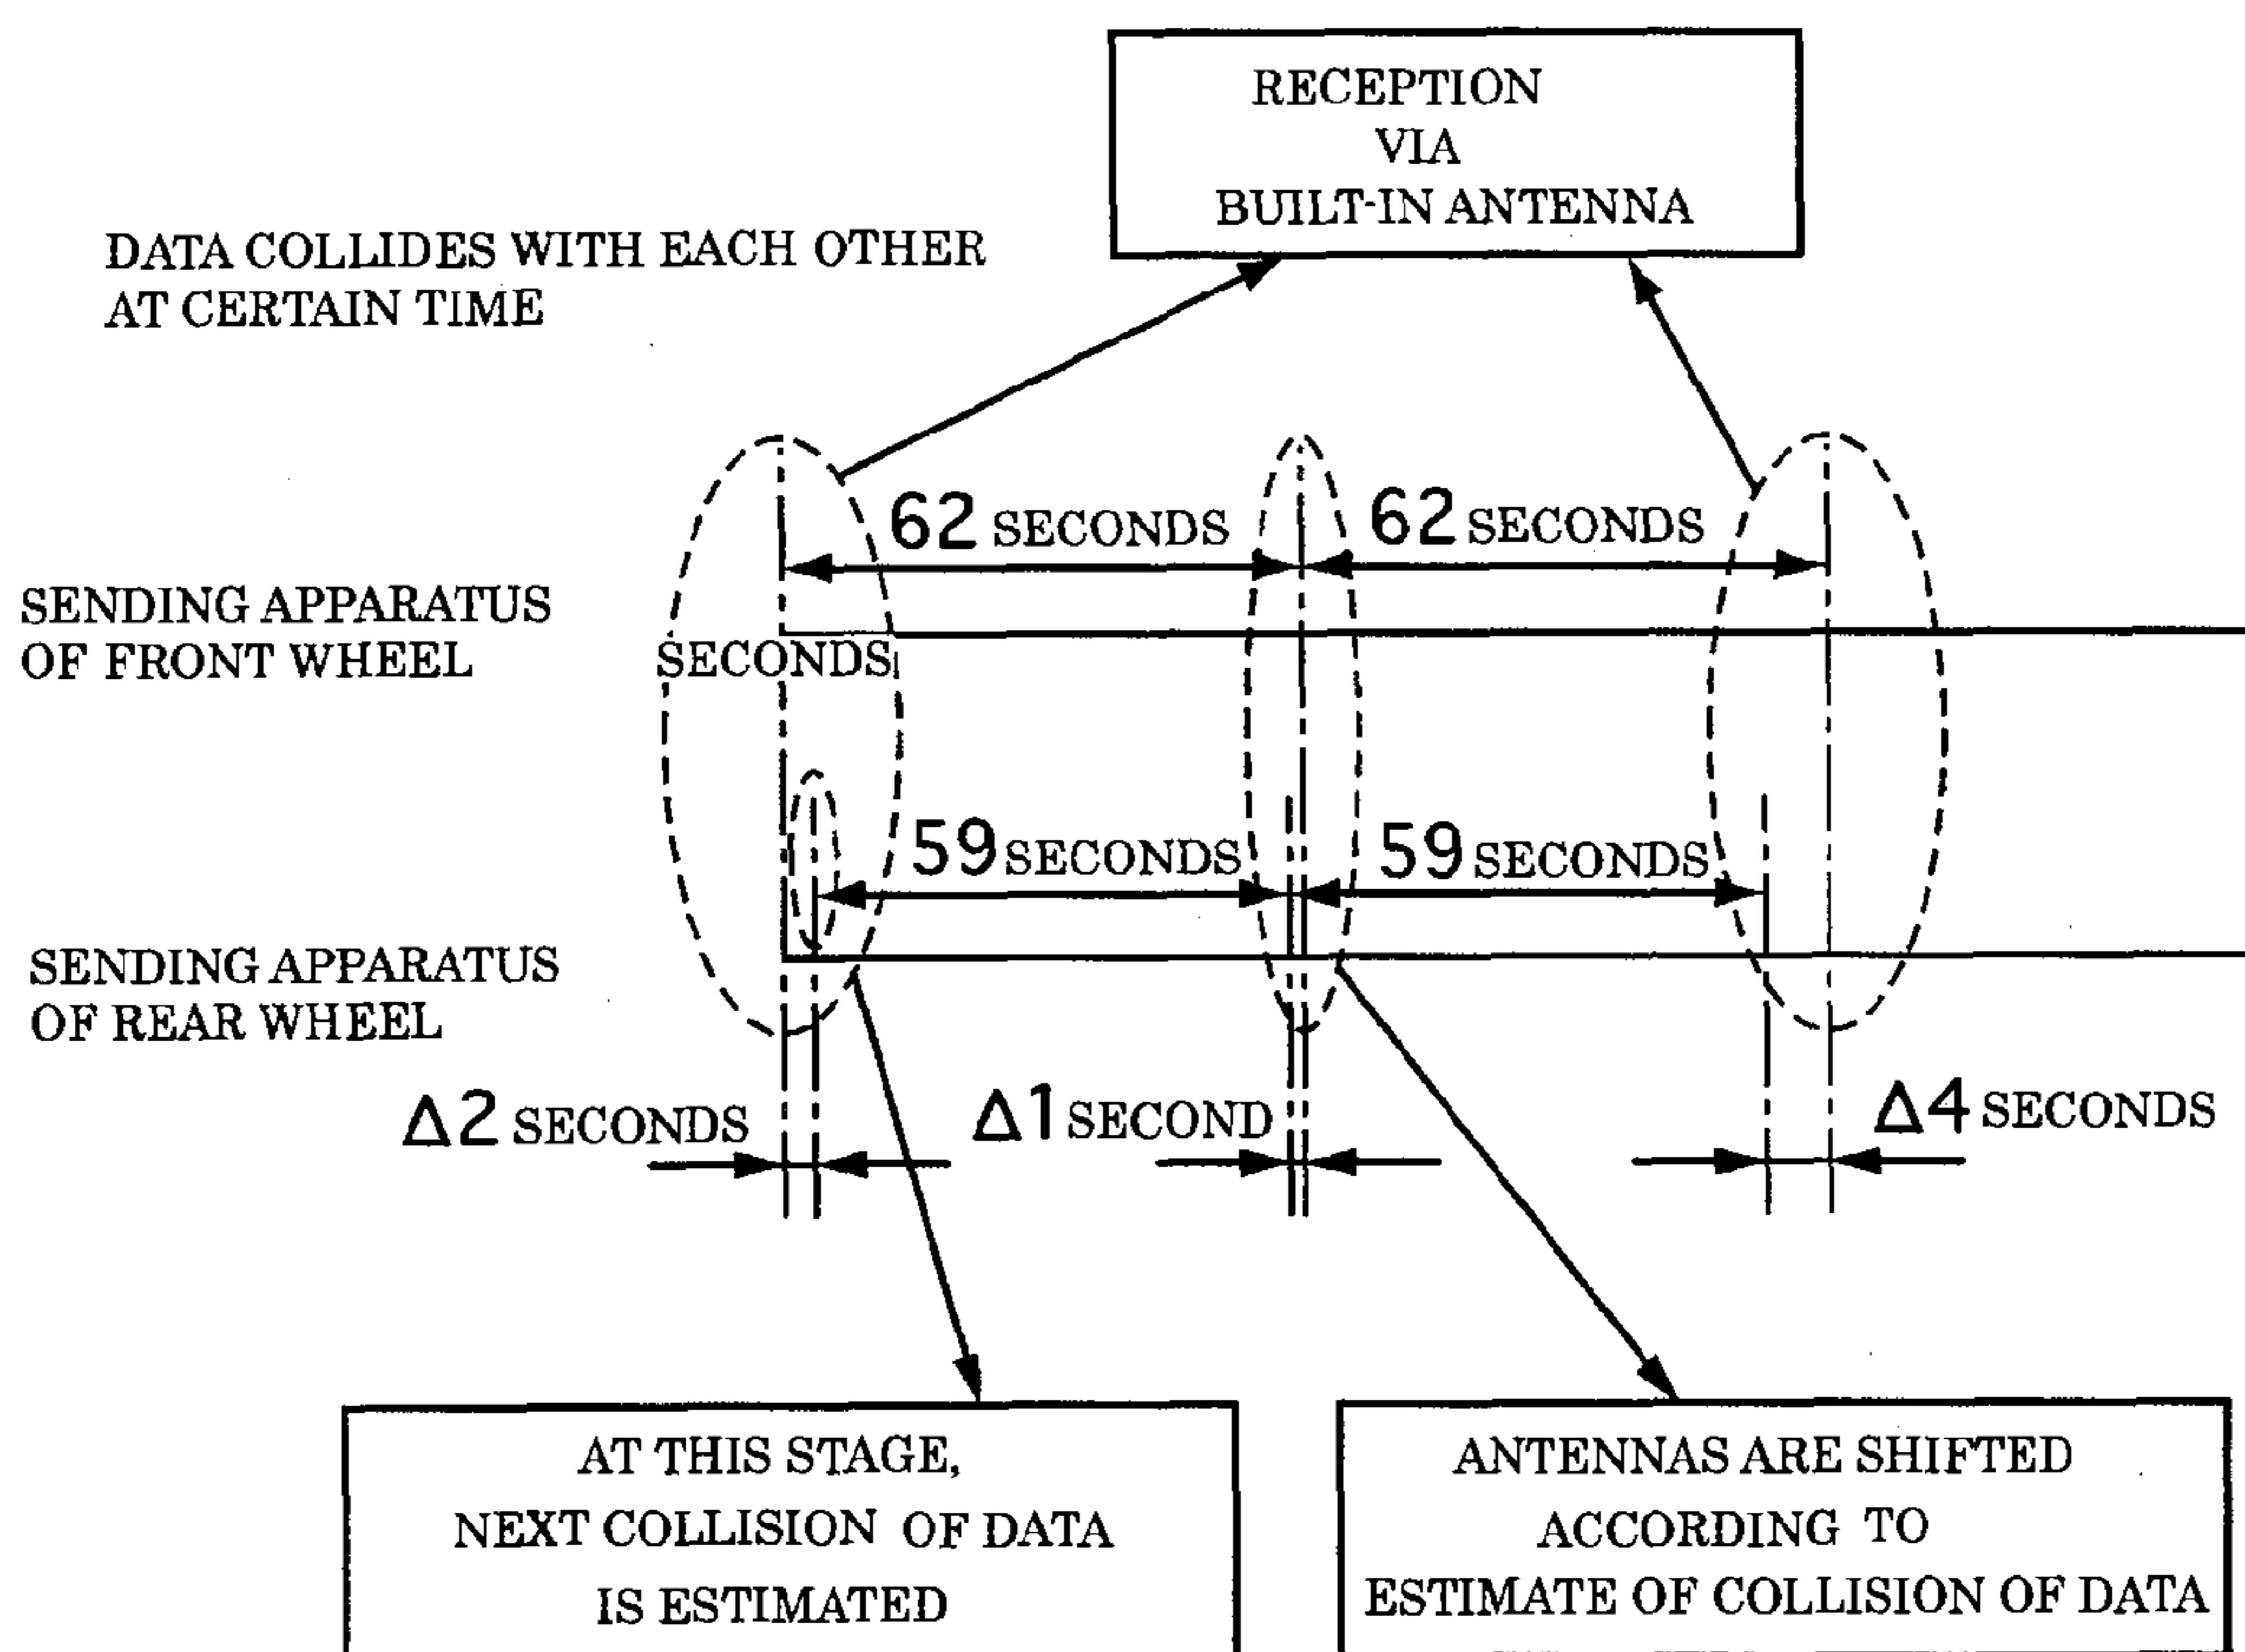 RECEPTION
VIA
BUILT-IN ANTENNA
DATA COLLIDES WITH EACH OTHER
AT CERTAIN TIME
62 SECONDS
62 SECONDS
SENDING APPARATUS
OF FRONT WHEEL
SECONDS
59 SECONDS
59 SECONDS
SENDING APPARATUS
OF REAR WHEEL
Δ2 SECONDS
Δ1 SECOND
Δ4 SECONDS
AT THIS STAGE,
NEXT COLLISION OF DATA
IS ESTIMATED
ANTENNAS ARE SHIFTED
ACCORDING TO
ESTIMATE OF COLLISION OF DATA